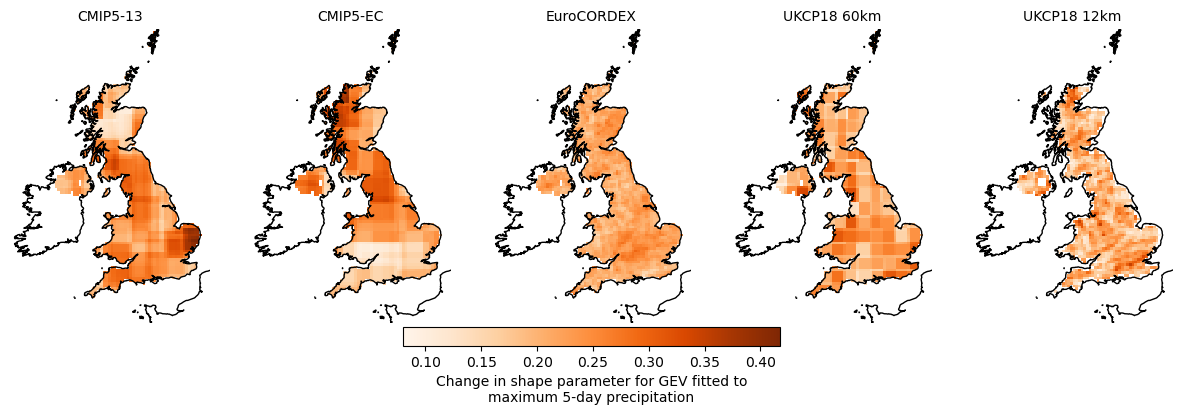 CMIP5-13
CMIP5-EC
EuroCORDEX
UKCP18 60km
UKCP18 12km
0.10
0.15
0.20
0.25
0.30
0.35
0.40
Change in shape parameter for GEV fitted to
maximum 5-day precipitation